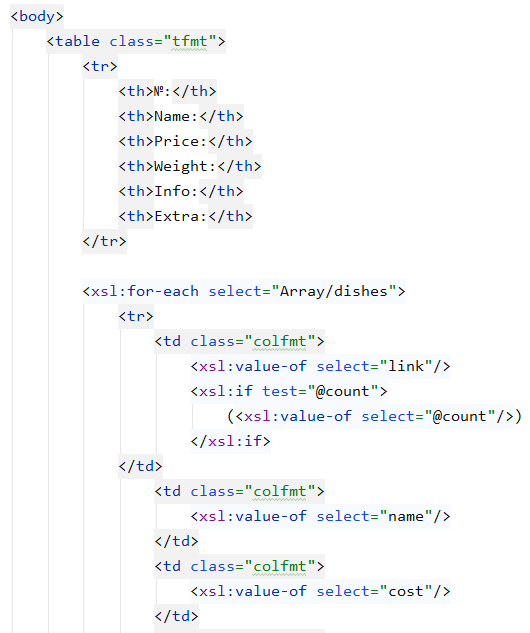 <body>
<table class="tfmt">
<tr>
<th>№:</th>
<th>Name:</th>
<th>Price:</th>
<th>Weight:</th>
<th>Info:</th>
<th>Extra:</th>
</tr>
<xsl:for-each select="Array/dishes">
<tr>
<td class="colfmt">
<xsl:value-of select="link"/>
<xsl:if test="@count">
(<xsl:value-of select="@count"/>)
</xsl:if>
</td>
<td class="colfmt">
<xsl:value-of select="name"/>
</td>
<td class="colfmt">
<xsl:value-of select="cost"/>
</td>